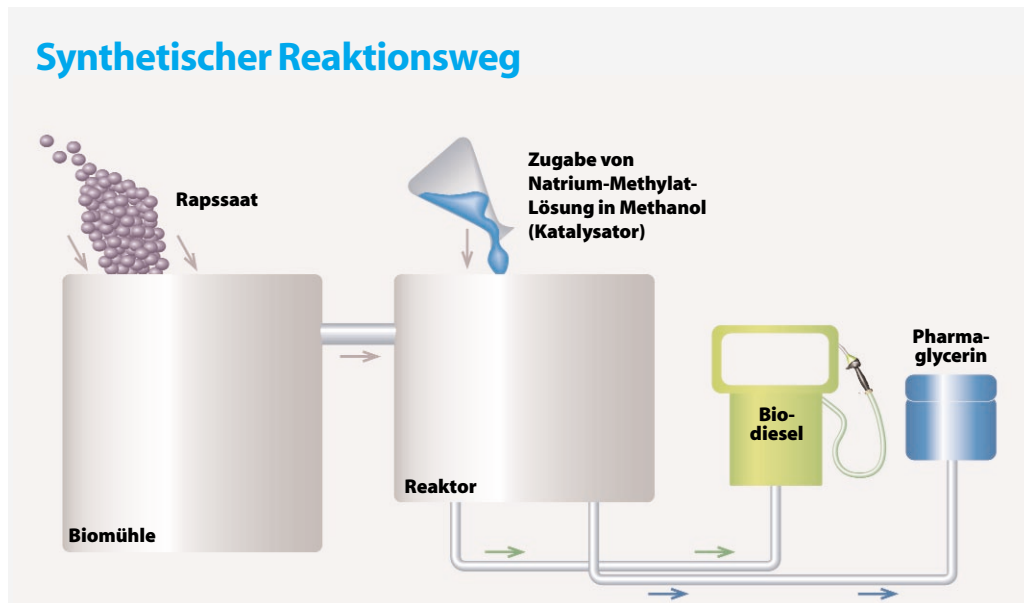 Synthetischer Reaktionsweg
Rapssaat
Zugabe von
Natrium-Methylat-
Lösung in Methanol
(Katalysator)
Biomühle
Reaktor
Bio-
diesel
Pharma-
glycerin